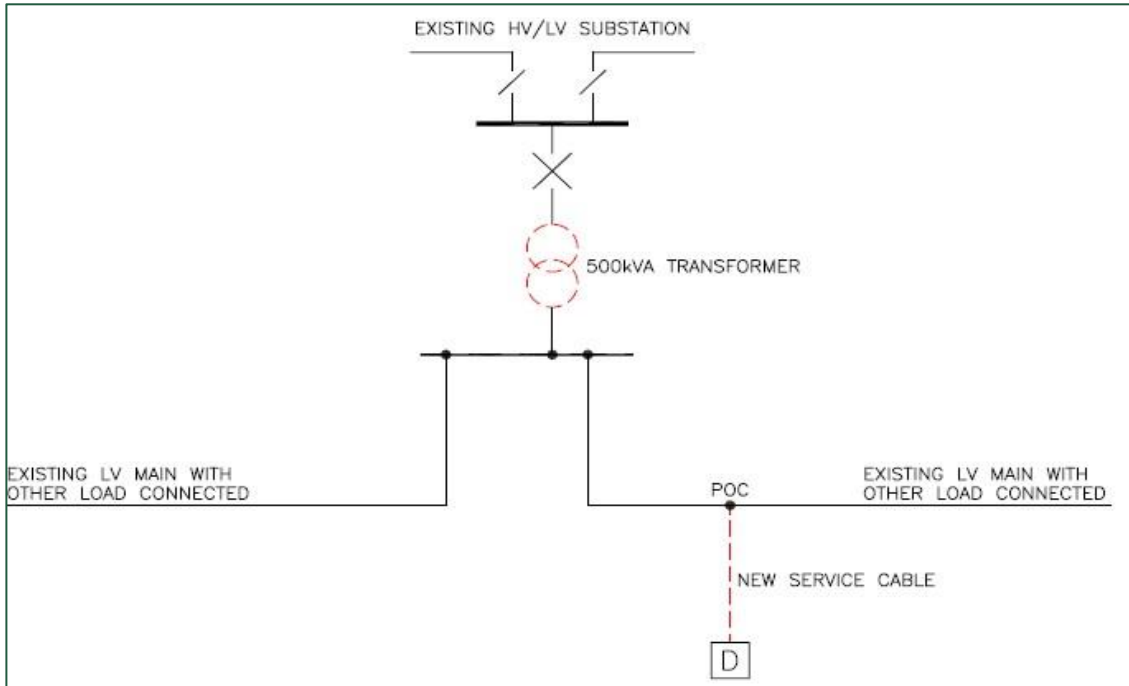 EXISTING HV/LV SUBSTATION
500kVA TRANSFORMER
EXISTING LV MAIN WITH
OTHER LOAD CONNECTED
POC
EXISTING LV MAIN WITH
OTHER LOAD CONNECTED
NEW SERVICE CABLE
D